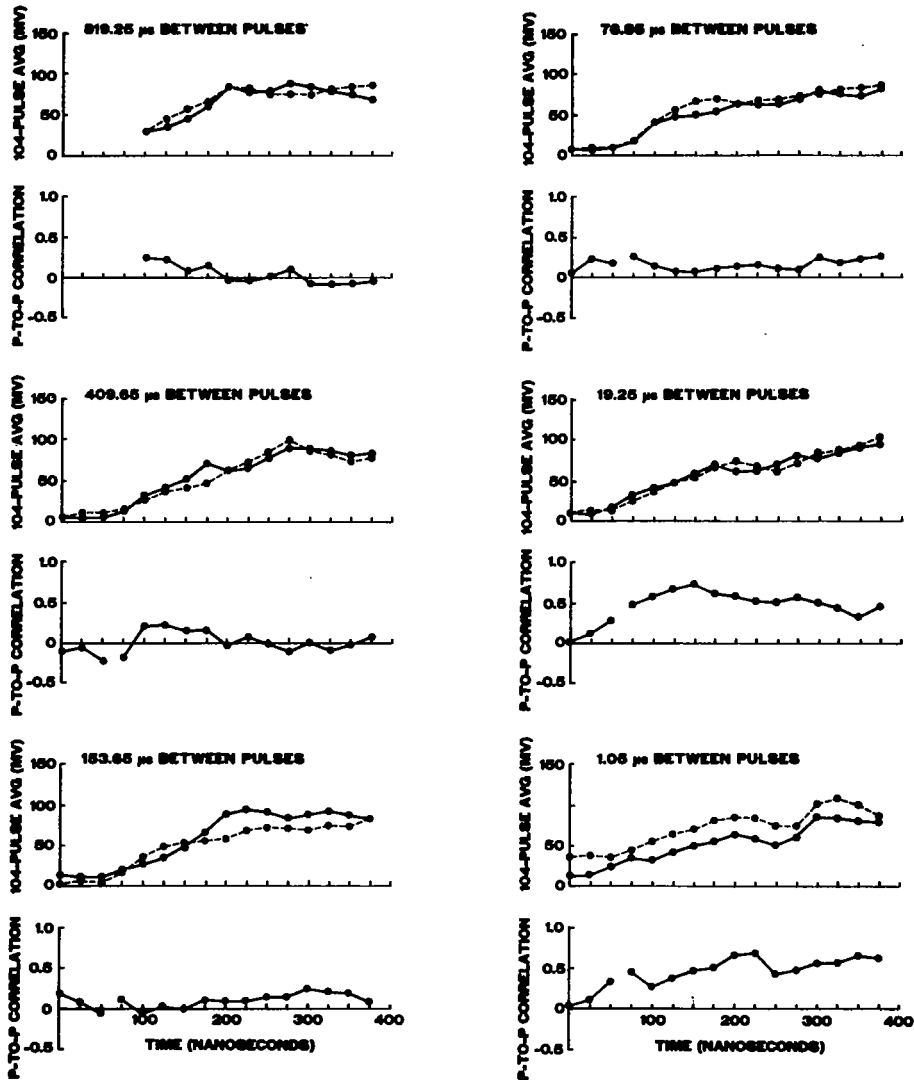 819.25 µs BETWEEN PULSES
104-PULSE AVG (MV)
150
100
50
0
P-TO-P CORRELATION
1.0
0.5
0
-0.5
409.65 µs BETWEEN PULSES
104-PULSE AVG (MV)
150
100
50
0
P-TO-P CORRELATION
1.0
0.5
0
-0.5
153.65 µs BETWEEN PULSES
104-PULSE AVG (MV)
150
100
50
0
P-TO-P CORRELATION
1.0
0.5
0
-0.5
100 200 300 400
TIME (NANOSECONDS)
76.85 µs BETWEEN PULSES
104-PULSE AVG (MV)
150
100
50
0
P-TO-P CORRELATION
1.0
0.5
0
-0.5
19.25 µs BETWEEN PULSES
104-PULSE AVG (MV)
150
100
50
0
P-TO-P CORRELATION
1.0
0.5
0
-0.5
1.05 µs BETWEEN PULSES
104-PULSE AVG (MV)
150
50
0
P-TO-P CORRELATION
1.0
0.5
0
-0.5
100 200 300 400
TIME (NANOSECONDS)